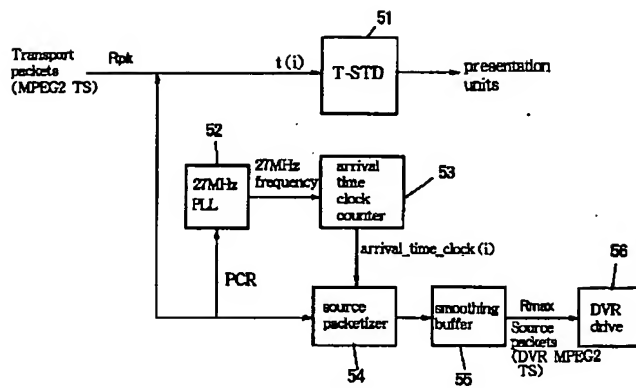 51
Transport
packets
(MPEG2 TS)
Rpk
t(i)
T-STD
presentation
units
52
27MHz
PLL
27MHz
frequency
arrival
time
clock
counter
53
arrival_time_clock(i)
PCR
source
packetizer
54
smoothing
buffer
55
Rmax
Source
packets
(DVR MPEG2
TS)
56
DVR
drive